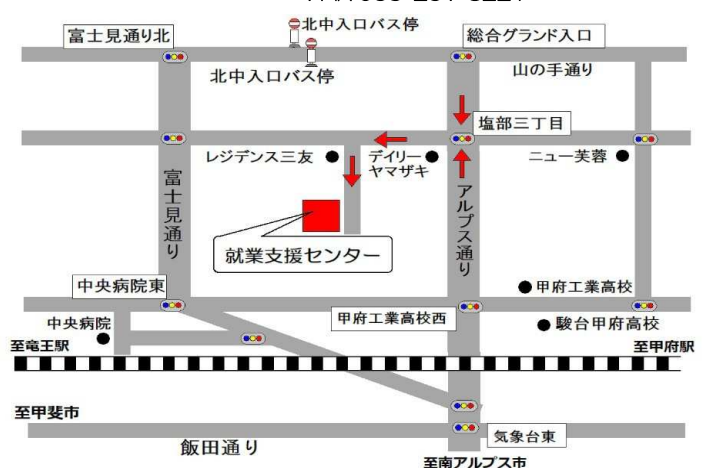 北中入口バス停
富士見通り北
総合グランド入口
北中入口バス停
山の手通り
塩部三丁目
レジデンス三友
デイリー
ヤマザキ
ニュー芙蓉
富士見通り
アルプス通り
就業支援センター
中央病院東
甲府工業高校
中央病院
甲府工業高校西
駿台甲府高校
至竜王駅
至甲府駅
至甲斐市
飯田通り
気象台東
至南アルプス市